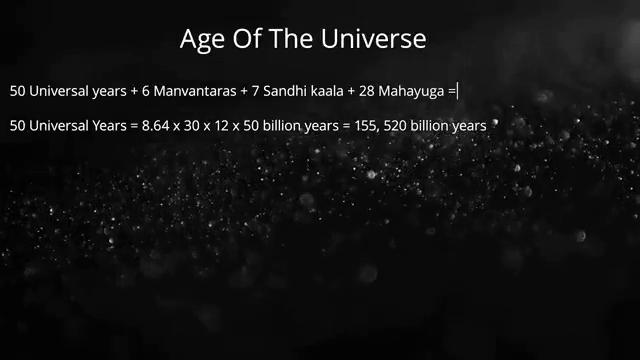 Age Of The Universe
50 Universal years + 6 Manvantaras + 7 Sandhi kaala + 28 Mahayuga =
50 Universal Years = 8.64 x 30 x 12 x 50 billion years = 155, 520 billion years